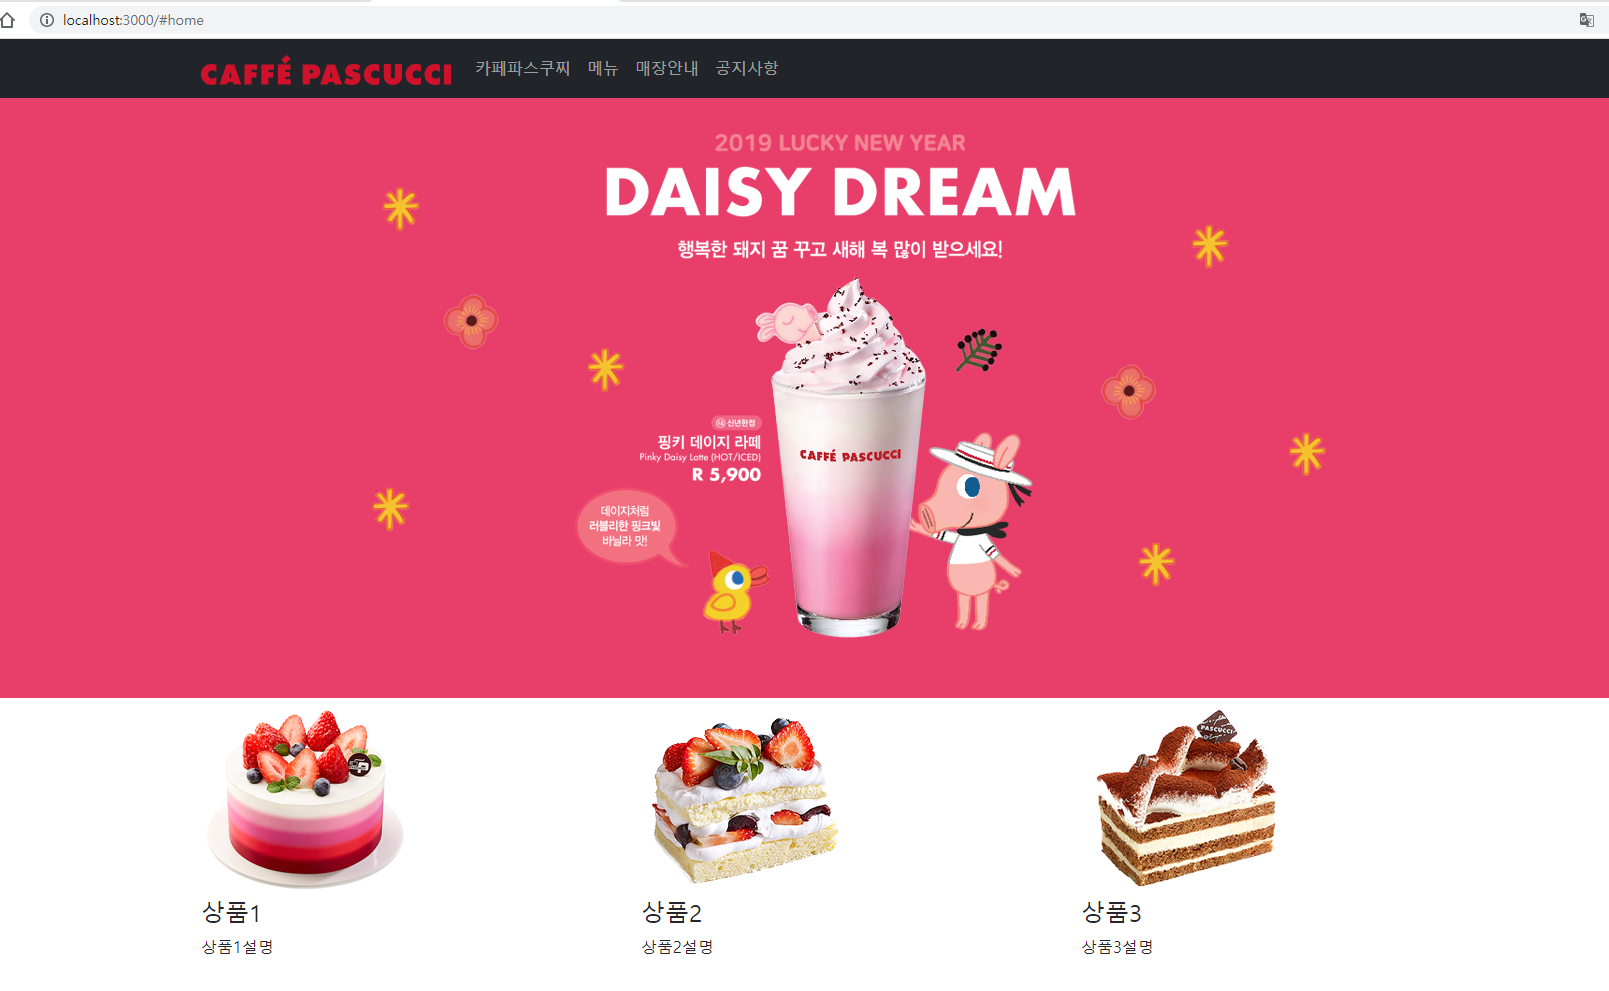 localhost:3000/#home
CAFFÉ PASCUCCI 카페파스쿠찌 메뉴 매장안내 공지사항
2019 LUCKY NEW YEAR
DAISY DREAM
행복한 돼지 꿈 꾸고 새해 복 많이 받으세요!
신년한정
핑키 데이지 라떼
Pinky Daisy Latte (HOT/ICED)
R 5,900
CAFFÉ PASCUCCI
데이지처럼
러블리한 핑크빛
바닐라 맛!
PASCUCCI
상품1 상품2 상품3
상품1설명 상품2설명 상품3설명